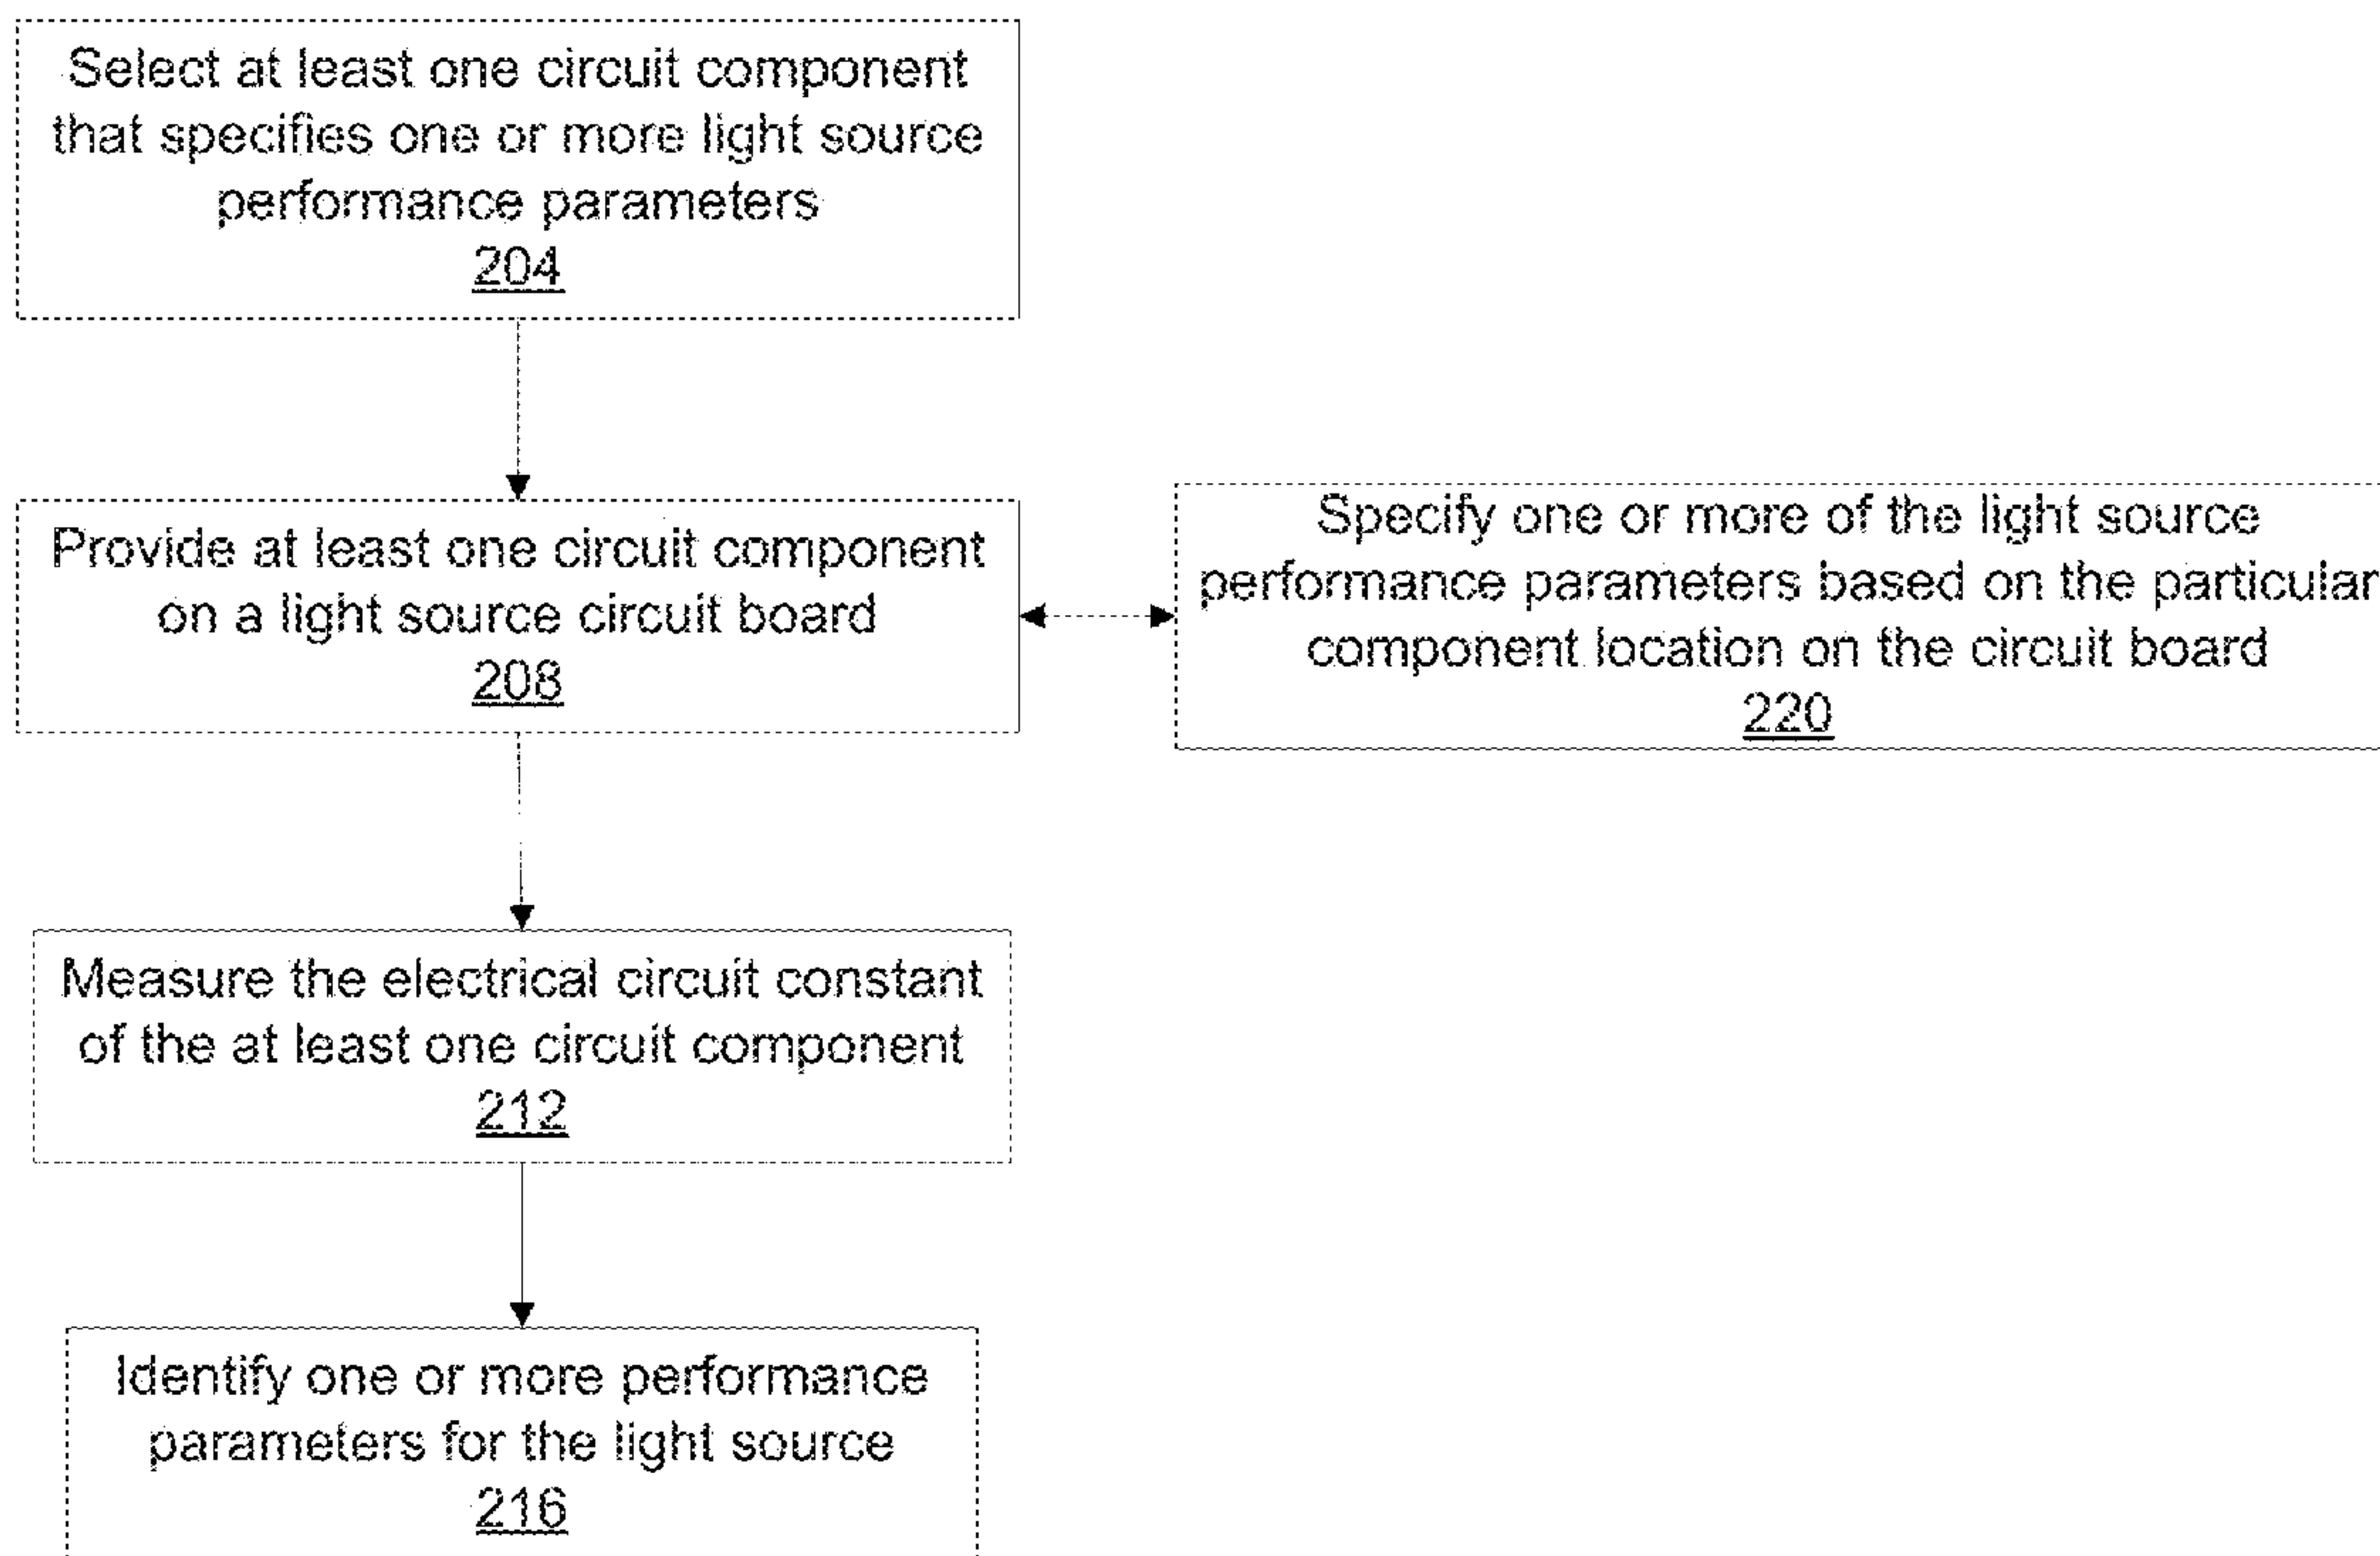 Select at least one circuit component
that specifies one or more light source
performance parameters
204
Provide at least one circuit component
on a light source circuit board
208
Specify one or more of the light source
performance parameters based on the particular
component location on the circuit board
220
Measure the electrical circuit constant
of the at least one circuit component
212
Identify one or more performance
parameters for the light source
216